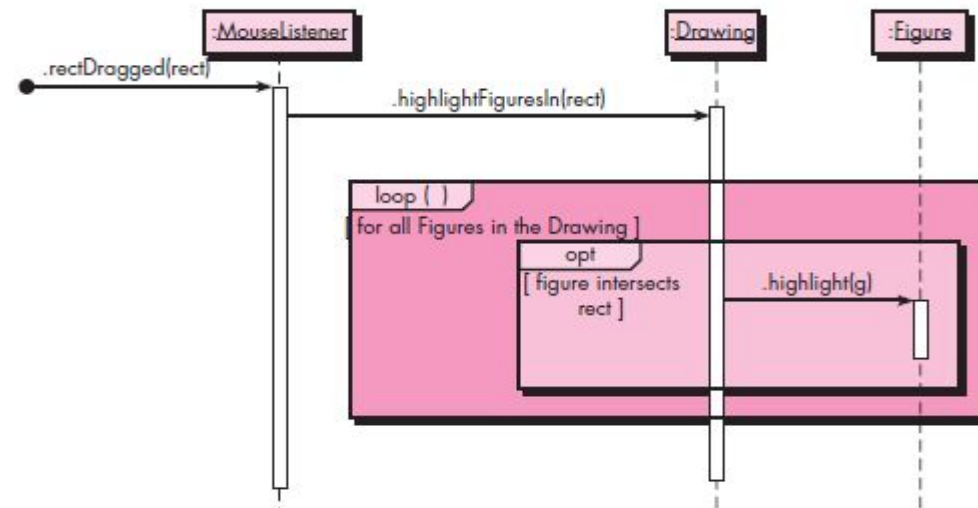 :MouseListener
:Drawing
:Figure
.rectDragged(rect)
.highlightFiguresIn(rect)
loop ( )
[ for all Figures in the Drawing ]
opt
[ figure intersects
rect ]
.highlight(g)